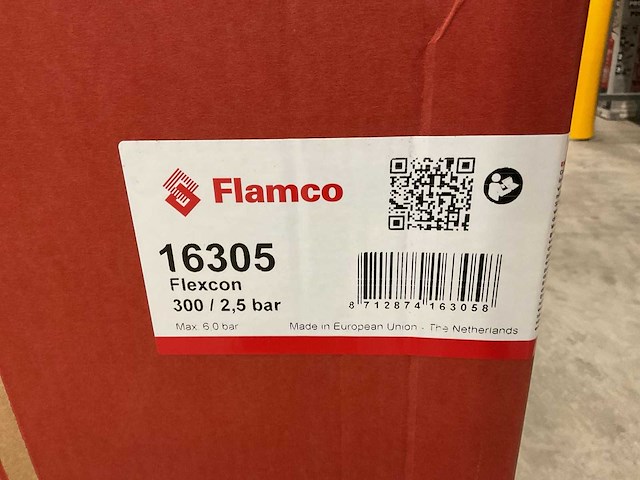 Flamco
16305
Flexcon
300 / 2,5 bar
8 712874 163058
Max. 6.0 bar
Made in European Union - The Netherlands